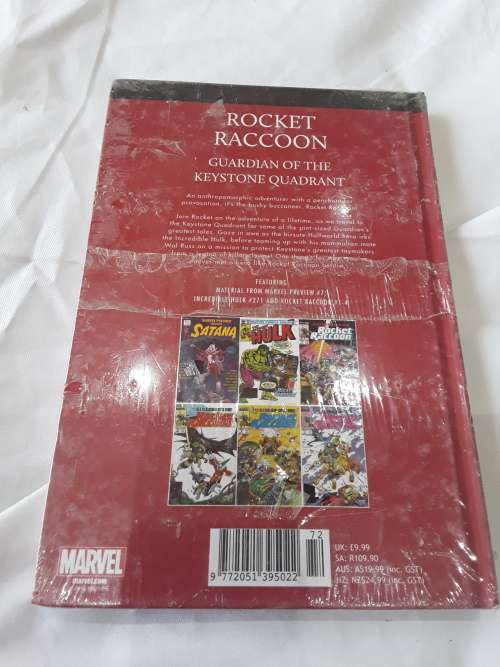 ROCKET
RACCOON
GUARDIAN OF THE
KEYSTONE QUADRANT
An anthropomorphic adventurer with a penchant for
provocation, it's the bushy buccaneer, Rocket Raccoon!
Join Rocket on the adventure of a lifetime, as we travel to
the Keystone Quadrant for some of the pint-sized Guardian's
greatest tales. Gaze in awe as the hirsute Halfworld hero
the Incredible Hulk, before teaming up with his mammalian mate
Wal Russ on a mission to protect Keystone's greatest toymakers
from a killer clowns!
FEATURING
MATERIAL FROM MARVEL PREVIEW #7,
INCREDIBLE HULK #271 AND ROCKET RACCOON #1-4
SATANA
HULK
Rocket
Raccoon
72
9 772051 395022
UK: £9.99
SA: R109.90
AUS: A$19.99 (inc. GST)
NZ: NZ$24.99 (inc. GST)
MARVEL
marvel.com